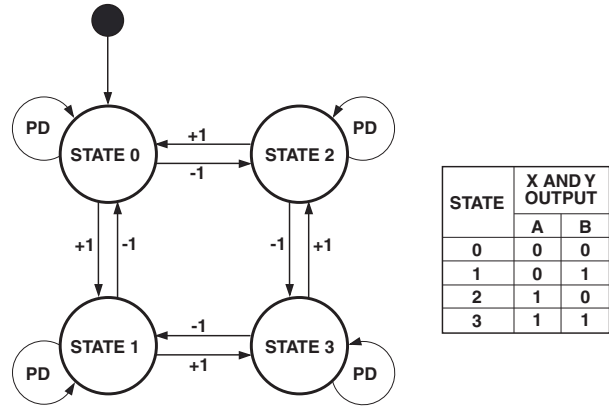 PD
PD
STATE 0
+1
-1
STATE 2
+1
-1
-1
+1
STATE 1
-1
+1
STATE 3
PD
PD
STATE X AND Y OUTPUT
A B
0 0 0
1 0 1
2 1 0
3 1 1